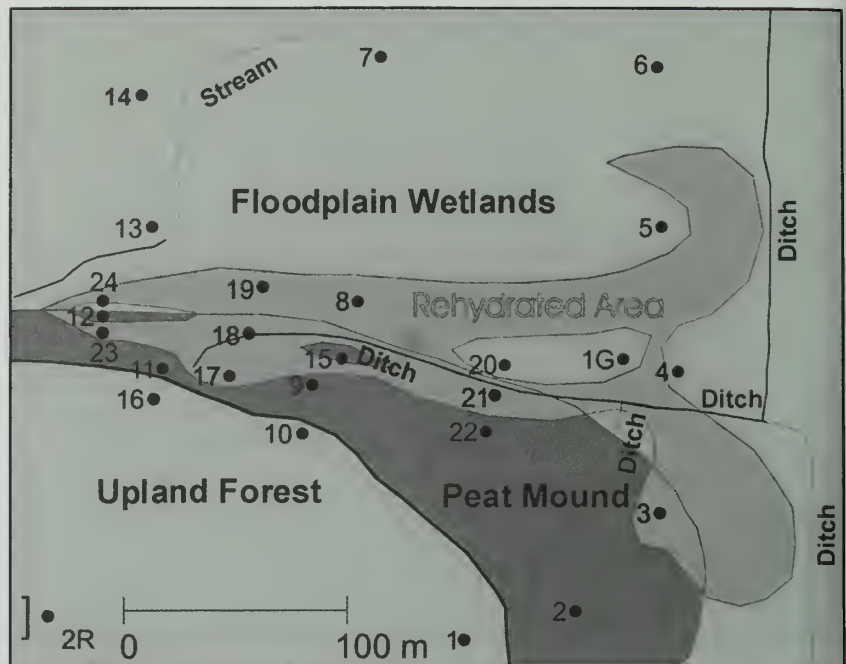 7
6
14
Stream
Floodplain Wetlands
13
5
Ditch
24
19
8
Rehydrated Area
12
18
23
15
Ditch
20
1G
4
11
17
9
21
Ditch
16
10
22
Ditch
Upland Forest
Peat Mound
3
Ditch
2R
0
100 m
1
2